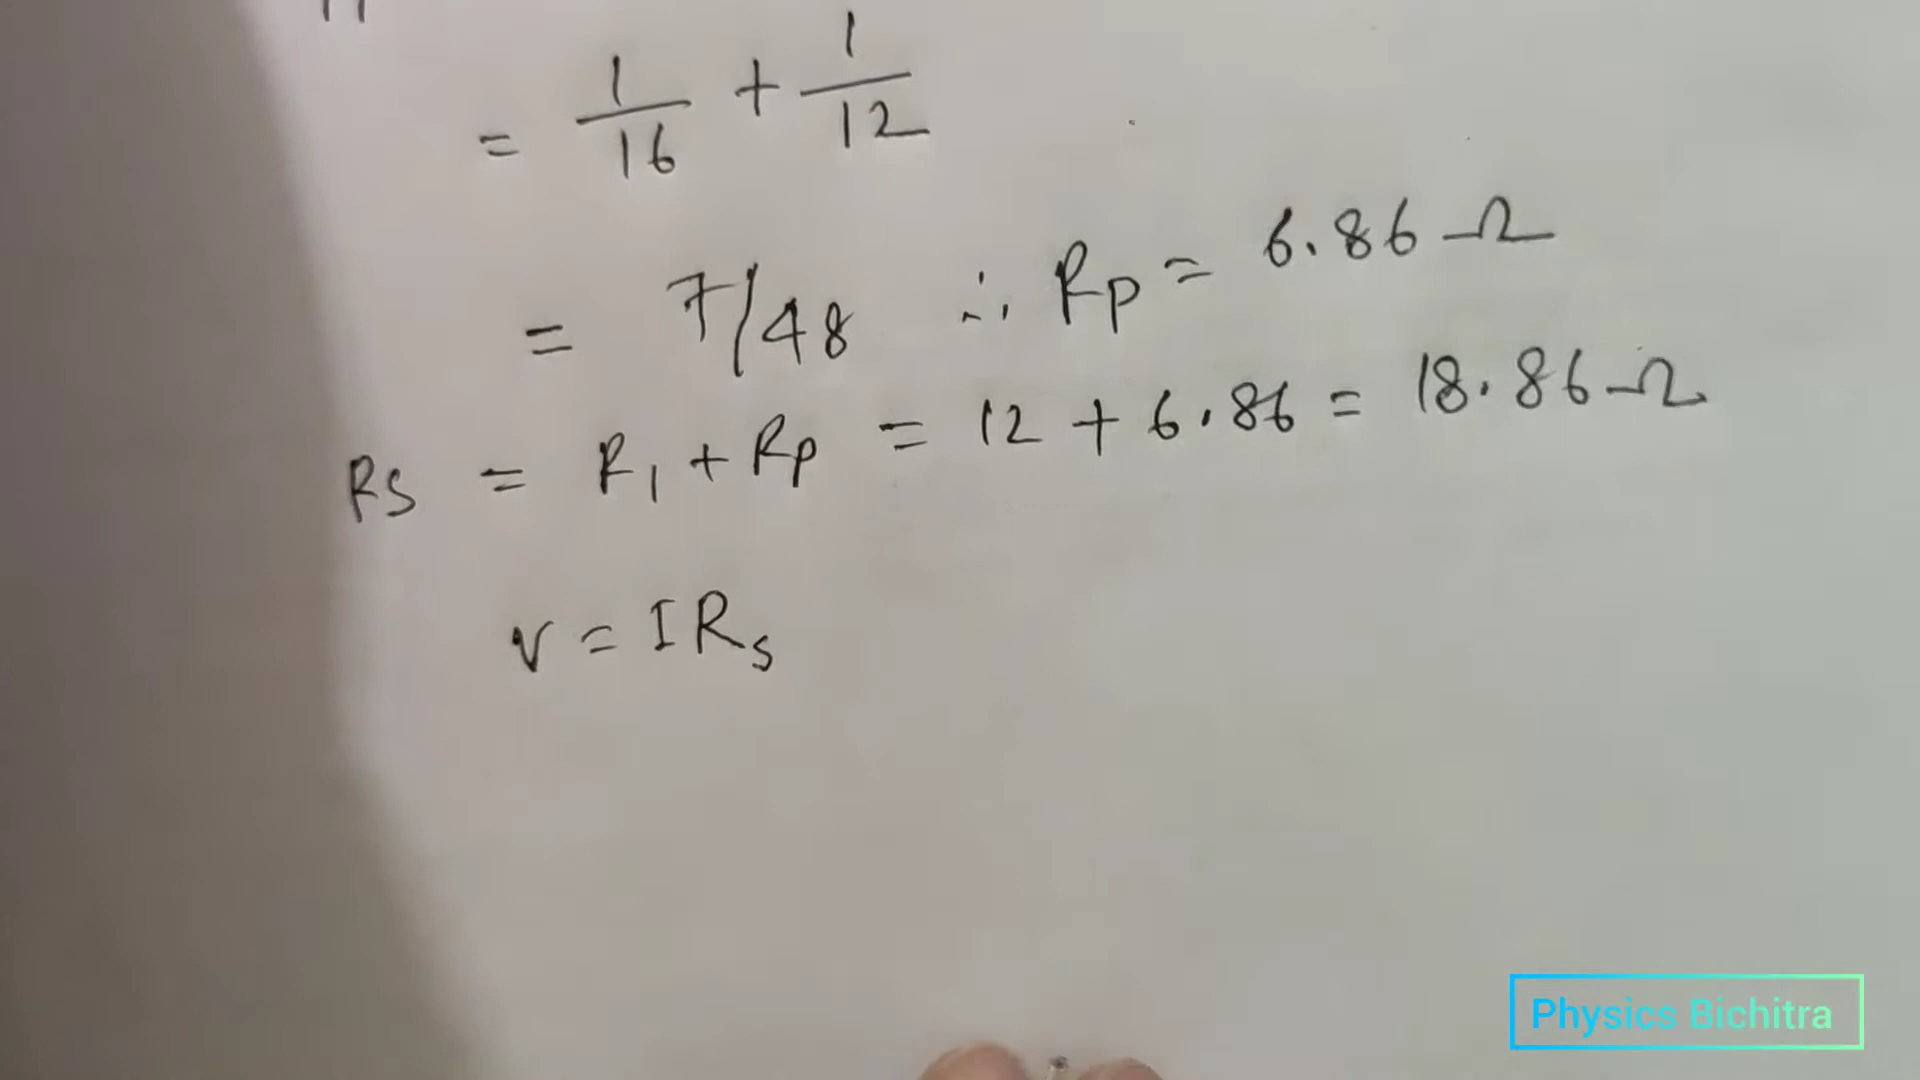 = 1/16 + 1/12
= 7/48 ∴ Rp = 6.86 Ω
RS = R1 + Rp = 12 + 6.86 = 18.86 Ω
V = IRs
Physics Bichitra